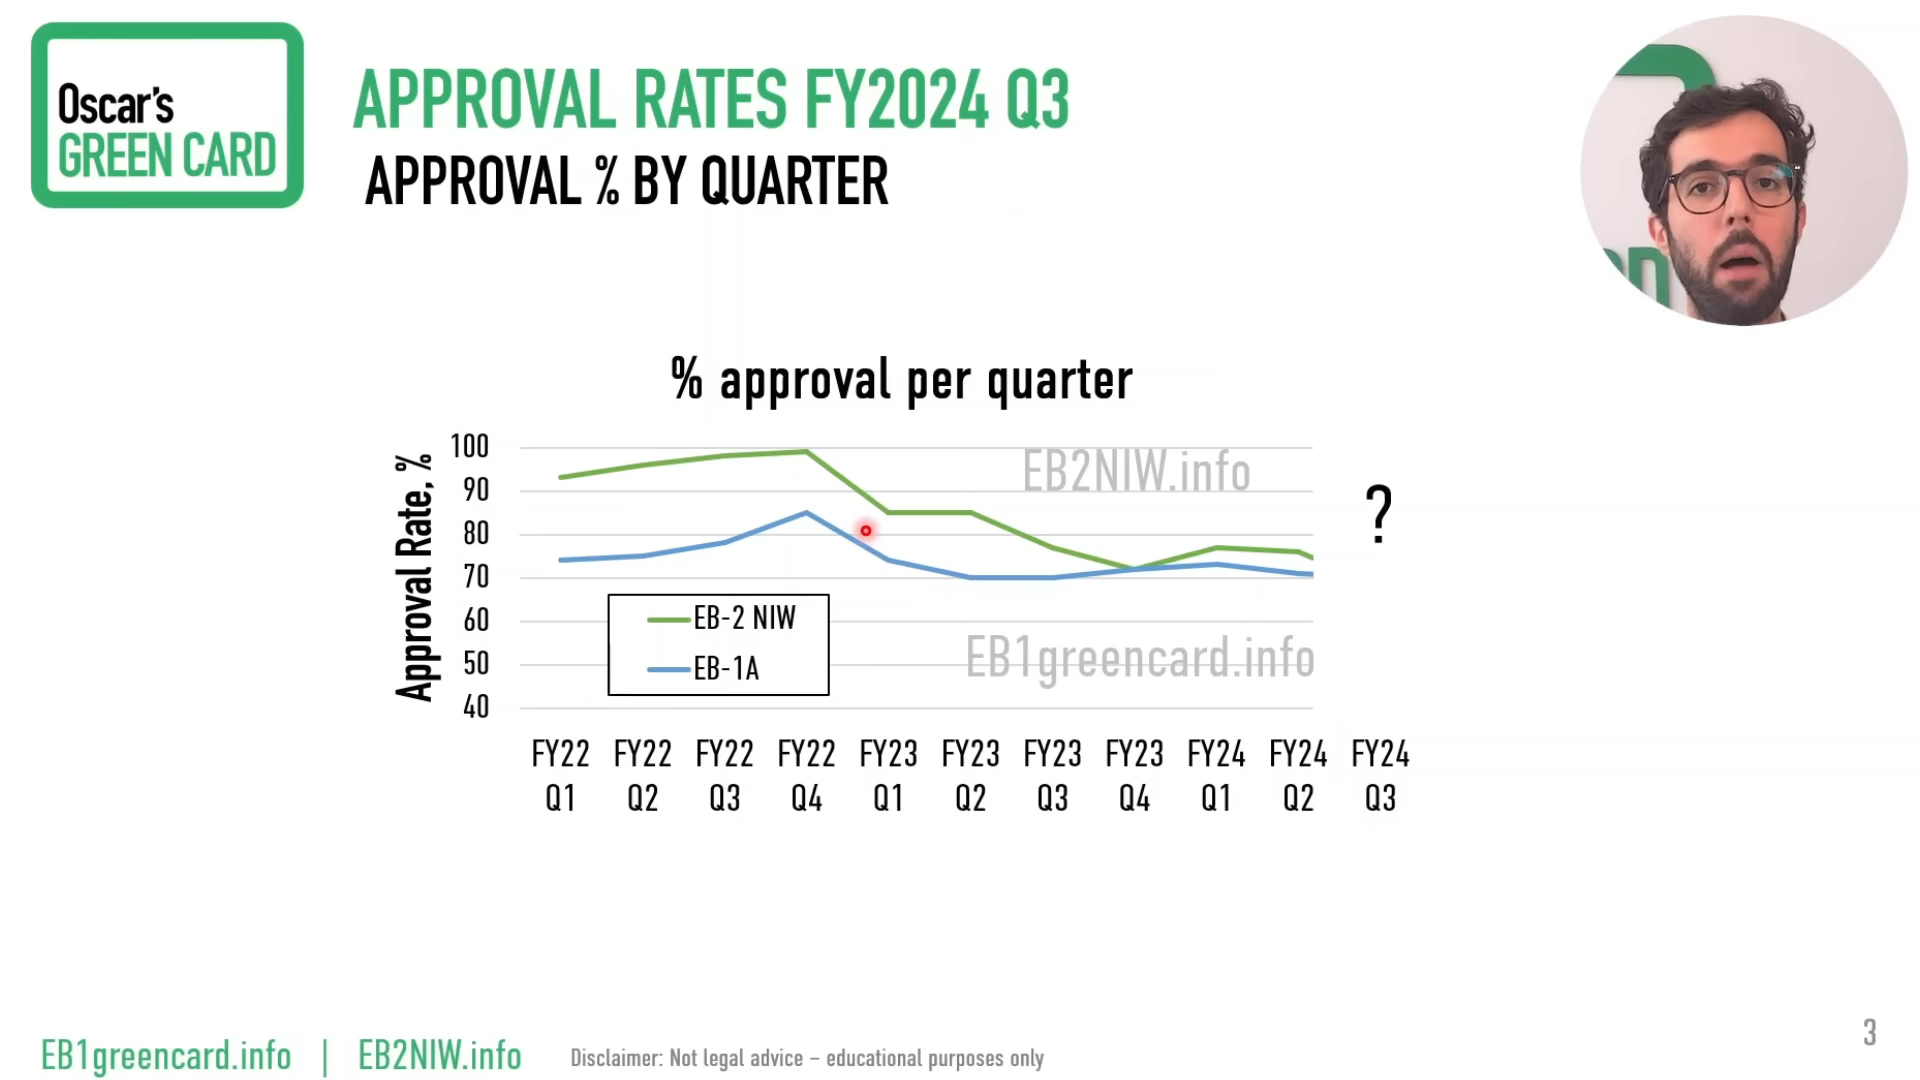 Oscar's
GREEN CARD
APPROVAL RATES FY2024 Q3
APPROVAL % BY QUARTER
% approval per quarter
Approval Rate, %
100
90
80
70
60
50
40
EB2NIW.info
?
EB-2 NIW
EB-1A
EB1greencard.info
FY22 FY22 FY22 FY22 FY23 FY23 FY23 FY23 FY24 FY24 FY24
Q1 Q2 Q3 Q4 Q1 Q2 Q3 Q4 Q1 Q2 Q3
EB1greencard.info | EB2NIW.info
Disclaimer: Not legal advice – educational purposes only
3